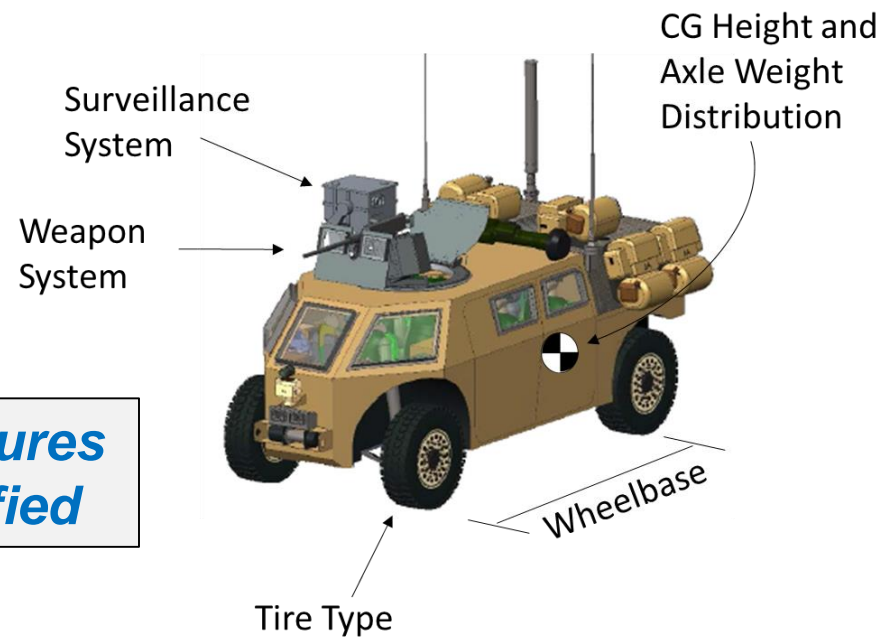 CG Height and
Axle Weight
Distribution
Surveillance
System
Weapon
System
ures
fied
Wheelbase
Tire Type